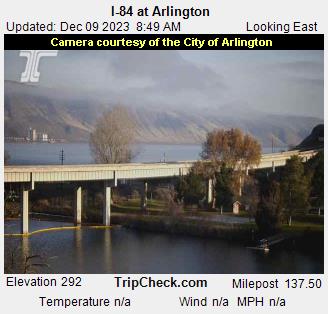 I-84 at Arlington
Updated: Dec 09 2023 8:49 AM Looking East
Camera courtesy of the City of Arlington
Elevation 292 TripCheck.com Milepost 137.50
Temperature n/a Wind n/a MPH n/a